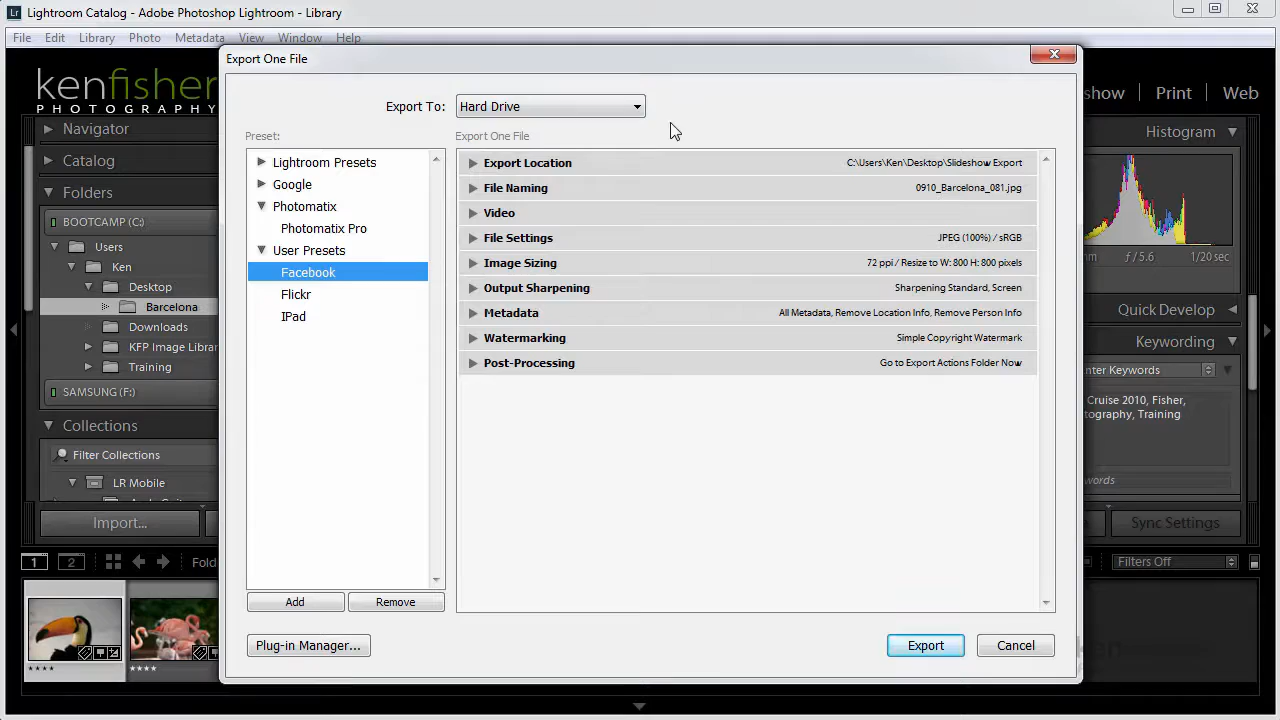 Lr Lightroom Catalog - Adobe Photoshop Lightroom - Library
File Edit Library Photo Metadata View Window Help
Export One File
kenfisher
PHOTOGRAPHY
Print Web
Export To: Hard Drive
Preset:
Export One File
Navigator
Catalog
Folders
BOOTCAMP (C:)
Users
Ken
Desktop
Barcelona
Downloads
KFP Image Librar
Training
SAMSUNG (F:)
Collections
Filter Collections
LR Mobile
Import...
Lightroom Presets
Google
Photomatix
Photomatix Pro
User Presets
Facebook
Flickr
IPad
Add Remove
Export Location C:\Users\Ken\Desktop\Slideshow Export
File Naming 0910_Barcelona_081.jpg
Video
File Settings JPEG (100%) / sRGB
Image Sizing 72 ppi / Resize to W: 800 H: 800 pixels
Output Sharpening Sharpening Standard, Screen
Metadata All Metadata, Remove Location Info, Remove Person Info
Watermarking Simple Copyright Watermark
Post-Processing Go to Export Actions Folder Now
Plug-in Manager... Export Cancel
Histogram
ƒ / 5.6 1/20 sec
Quick Develop
Keywording
Cruise 2010, Fisher,
Training
Sync Settings
1 2 Fold
Filters Off